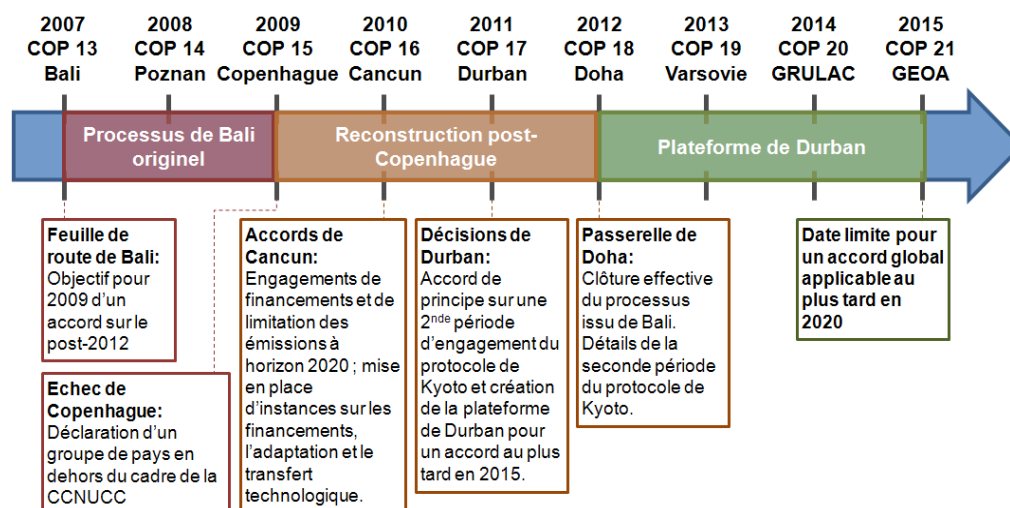 2007
COP 13
Bali
2008
COP 14
Poznan
2009
COP 15
Copenhague
2010
COP 16
Cancun
2011
COP 17
Durban
2012
COP 18
Doha
2013
COP 19
Varsovie
2014
COP 20
GRULAC
2015
COP 21
GEOA
Processus de Bali
originel
Reconstruction post-
Copenhague
Plateforme de Durban
Feuille de
route de Bali:
Objectif pour
2009 d'un
accord sur le
post-2012
Echec de
Copenhague:
Déclaration d'un
groupe de pays en
dehors du cadre de la
CCNUCC
Accords de
Cancun:
Engagements de
financements et de
limitation des
émissions à
horizon 2020 ; mise
en place
d'instances sur les
financements,
l'adaptation et le
transfert
technologique.
Décisions de
Durban:
Accord de
principe sur une
2nde période
d'engagement du
protocole de
Kyoto et création
de la plateforme
de Durban pour
un accord au plus
tard en 2015.
Passerelle de
Doha:
Clôture effective
du processus
issu de Bali.
Détails de la
seconde période
du protocole de
Kyoto.
Date limite pour
un accord global
applicable au
plus tard en
2020